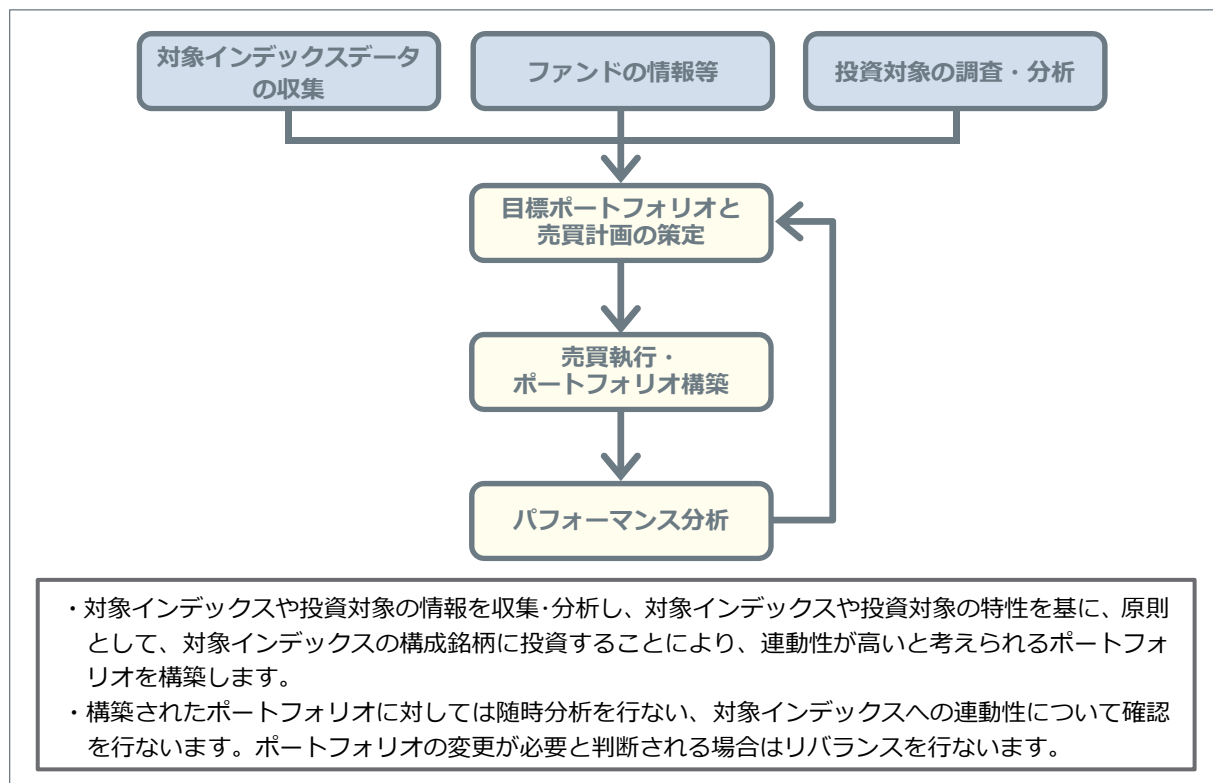 対象インデックスデータ
の収集
ファンドの情報等
投資対象の調査・分析
目標ポートフォリオと
売買計画の策定
売買執行・
ポートフォリオ構築
パフォーマンス分析
・対象インデックスや投資対象の情報を収集･分析し、対象インデックスや投資対象の特性を基に、原則
として、対象インデックスの構成銘柄に投資することにより、連動性が高いと考えられるポートフォ
リオを構築します。
・構築されたポートフォリオに対しては随時分析を行ない、対象インデックスへの連動性について確認
を行ないます。ポートフォリオの変更が必要と判断される場合はリバランスを行ないます。